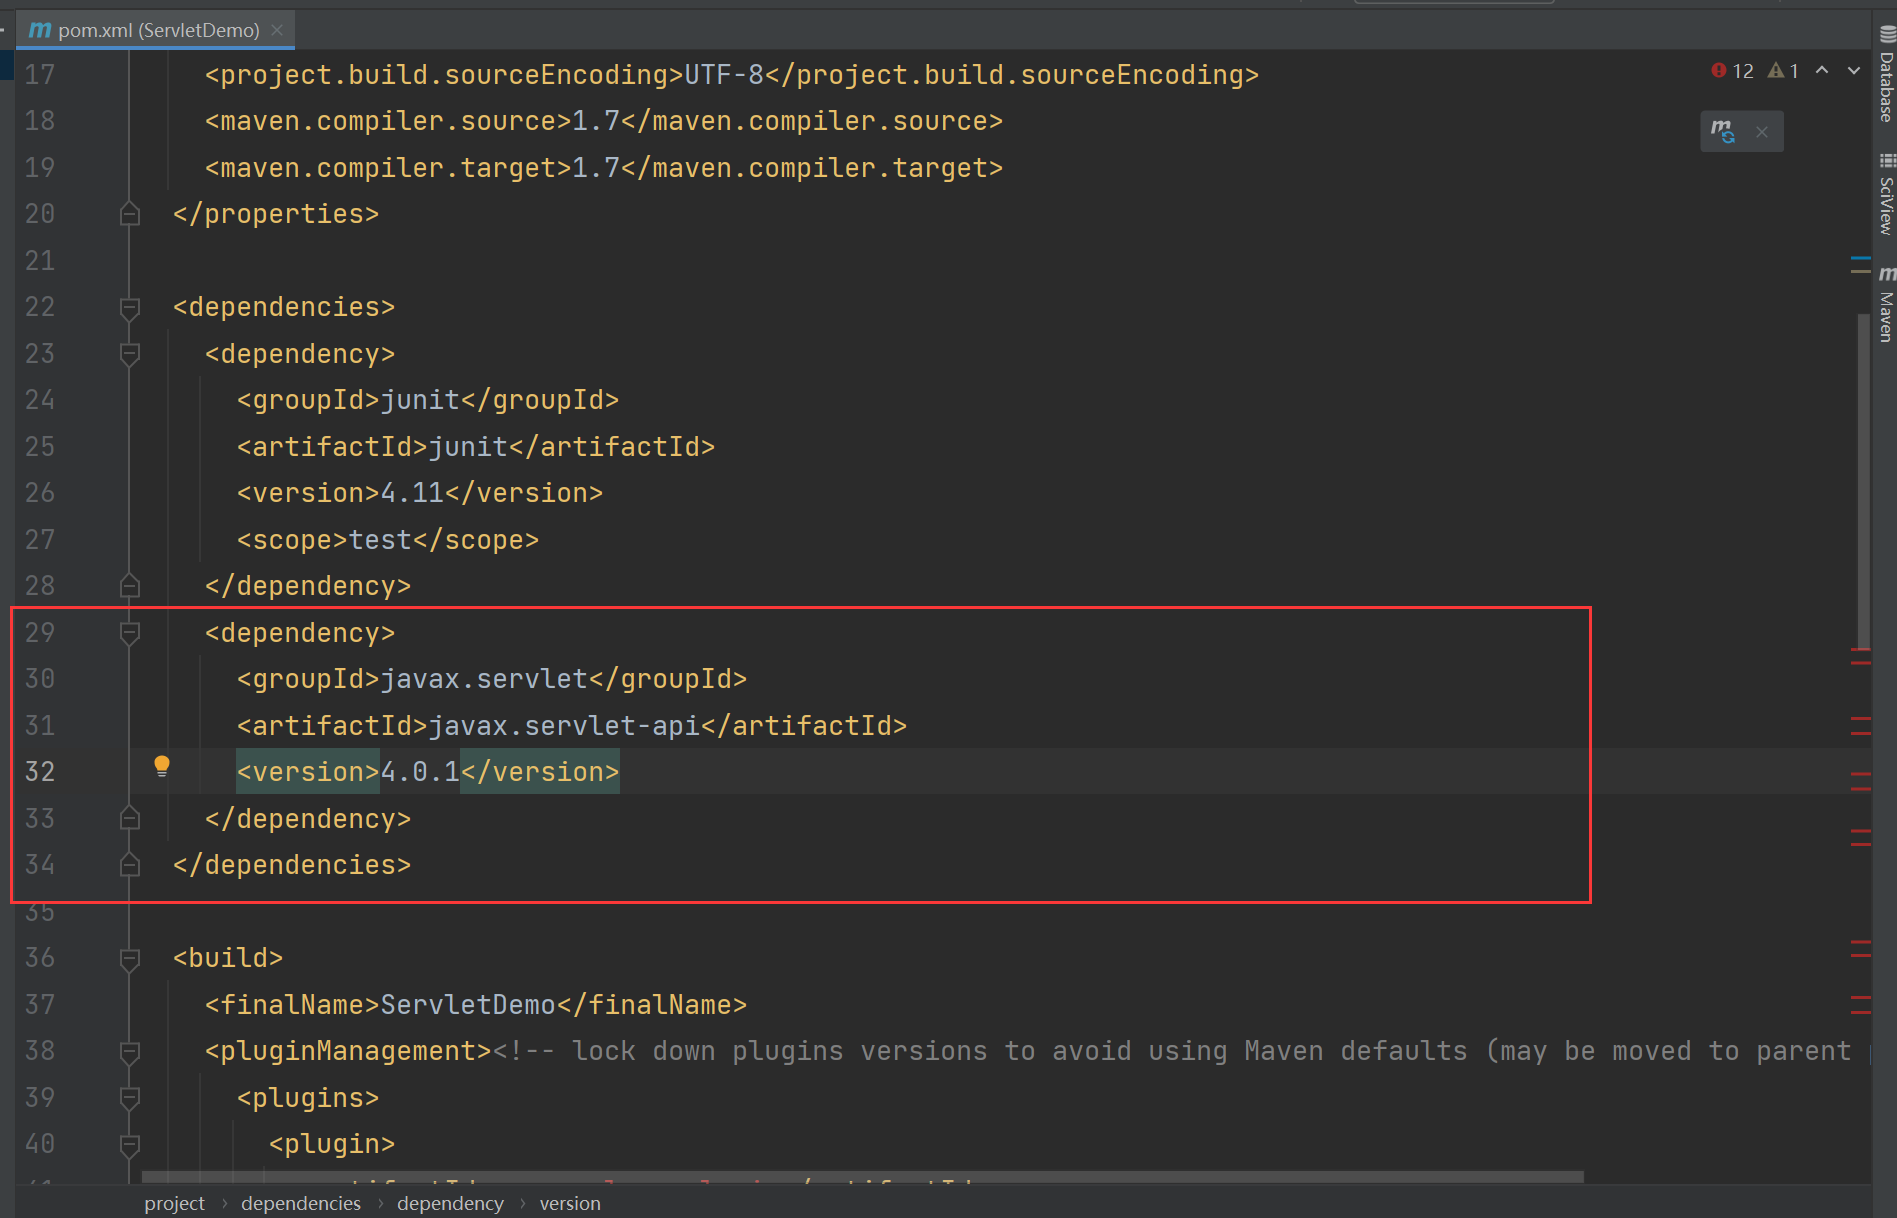 pom.xml (ServletDemo)
12 1
17 <project.build.sourceEncoding>UTF-8</project.build.sourceEncoding>
18 <maven.compiler.source>1.7</maven.compiler.source>
19 <maven.compiler.target>1.7</maven.compiler.target>
20 </properties>
21
22 <dependencies>
23 <dependency>
24 <groupId>junit</groupId>
25 <artifactId>junit</artifactId>
26 <version>4.11</version>
27 <scope>test</scope>
28 </dependency>
29 <dependency>
30 <groupId>javax.servlet</groupId>
31 <artifactId>javax.servlet-api</artifactId>
32 <version>4.0.1</version>
33 </dependency>
34 </dependencies>
35
36 <build>
37 <finalName>ServletDemo</finalName>
38 <pluginManagement><!-- lock down plugins versions to avoid using Maven defaults (may be moved to parent
39 <plugins>
40 <plugin>
project › dependencies › dependency › version
Database
SciView
Maven